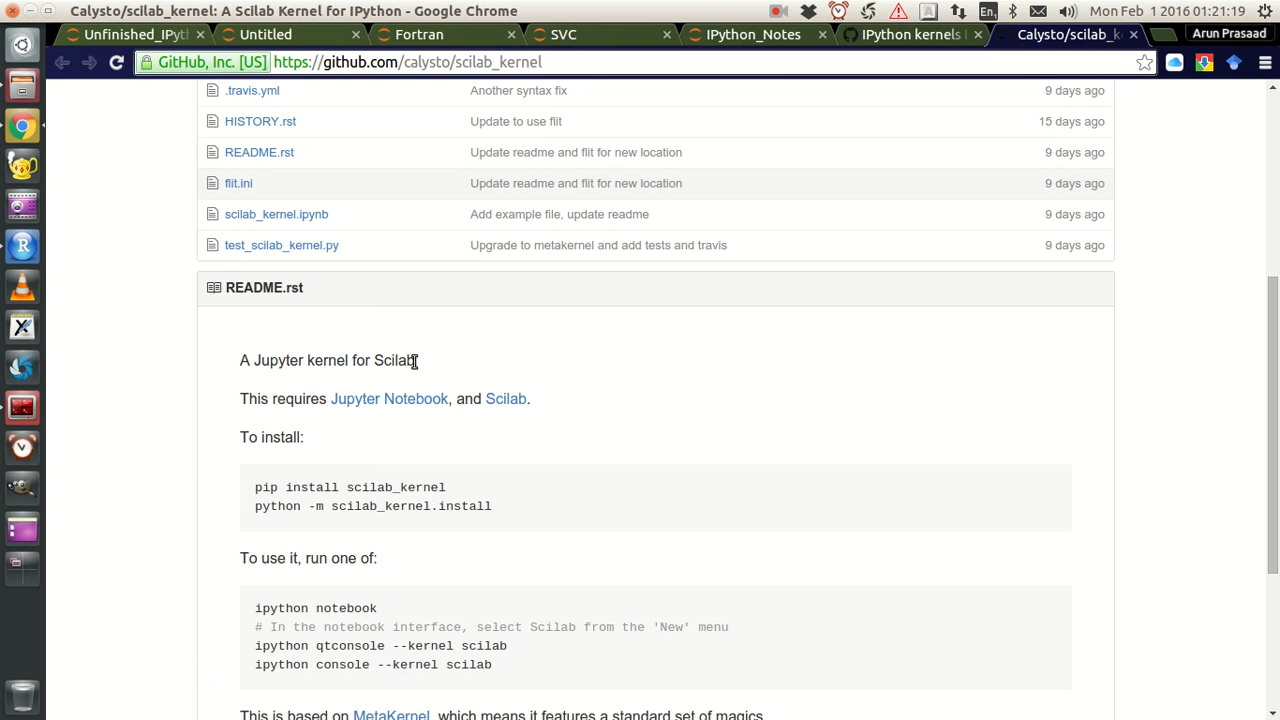 Calysto/scilab_kernel: A Scilab Kernel for IPython - Google Chrome
En
Mon Feb 1 2016 01:21:19
Unfinished_IPyt
Untitled
Fortran
SVC
IPython_Notes
IPython kernels
Calysto/scilab_k
Arun Prasaad
GitHub, Inc. [US]
https://github.com/calysto/scilab_kernel
.travis.yml Another syntax fix 9 days ago
HISTORY.rst Update to use flit 15 days ago
README.rst Update readme and flit for new location 9 days ago
flit.ini Update readme and flit for new location 9 days ago
scilab_kernel.ipynb Add example file, update readme 9 days ago
test_scilab_kernel.py Upgrade to metakernel and add tests and travis 9 days ago
README.rst
A Jupyter kernel for Scilab
This requires Jupyter Notebook, and Scilab.
To install:
pip install scilab_kernel
python -m scilab_kernel.install
To use it, run one of:
ipython notebook
# In the notebook interface, select Scilab from the 'New' menu
ipython qtconsole --kernel scilab
ipython console --kernel scilab
This is based on MetaKernel, which means it features a standard set of magics.